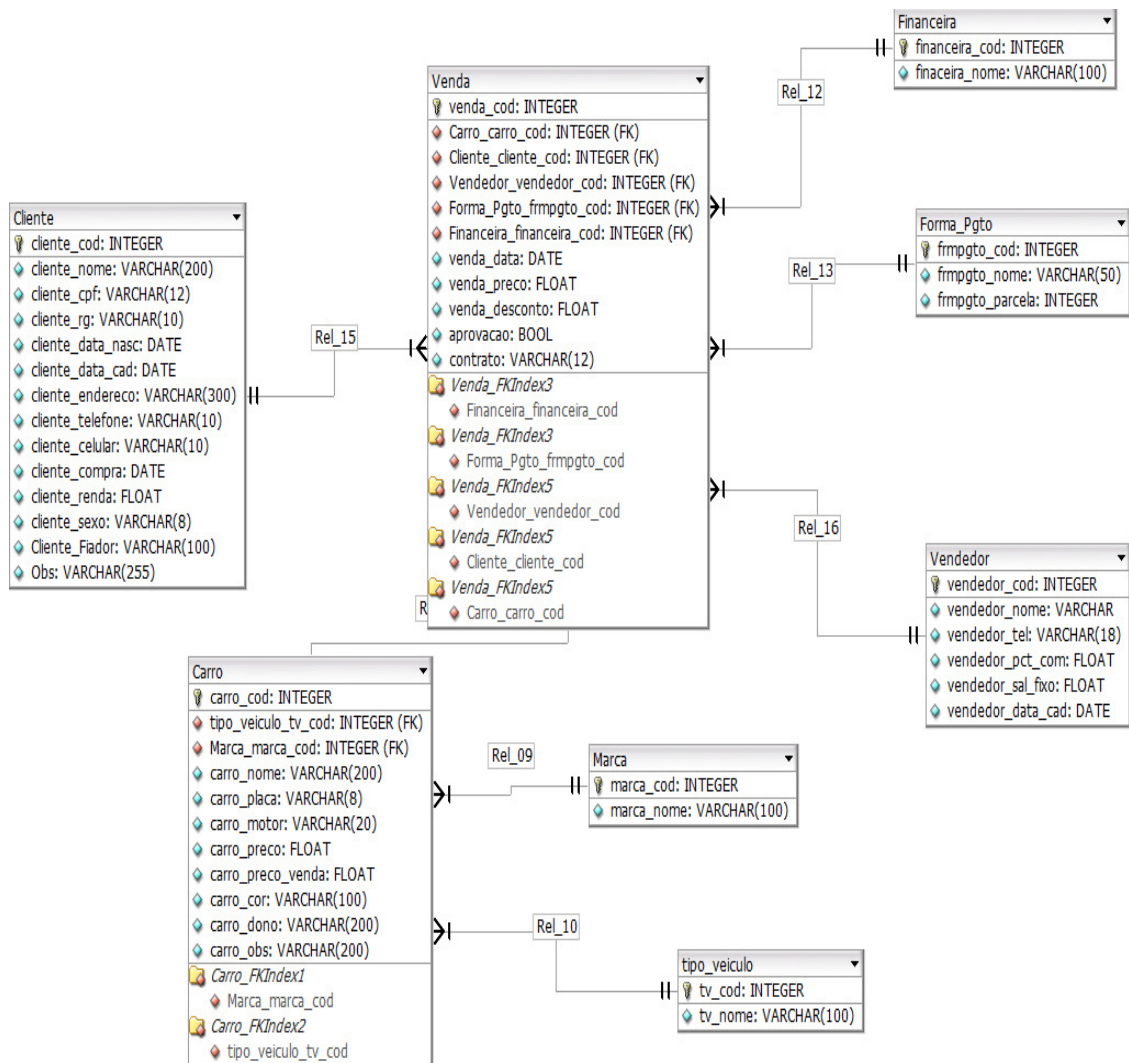 Financeira
financeira_cod: INTEGER
finaceira_nome: VARCHAR(100)
Rel_12
Venda
venda_cod: INTEGER
Carro_carro_cod: INTEGER (FK)
Cliente_cliente_cod: INTEGER (FK)
Vendedor_vendedor_cod: INTEGER (FK)
Forma_Pgto_frmpgto_cod: INTEGER (FK)
Financeira_financeira_cod: INTEGER (FK)
venda_data: DATE
venda_preco: FLOAT
venda_desconto: FLOAT
aprovacao: BOOL
contrato: VARCHAR(12)
Venda_FKIndex3
Financeira_financeira_cod
Venda_FKIndex3
Forma_Pgto_frmpgto_cod
Venda_FKIndex5
Vendedor_vendedor_cod
Venda_FKIndex5
Cliente_cliente_cod
Venda_FKIndex5
Carro_carro_cod
Cliente
cliente_cod: INTEGER
cliente_nome: VARCHAR(200)
cliente_cpf: VARCHAR(12)
cliente_rg: VARCHAR(10)
cliente_data_nasc: DATE
cliente_data_cad: DATE
cliente_endereco: VARCHAR(300)
cliente_telefone: VARCHAR(10)
cliente_celular: VARCHAR(10)
cliente_compra: DATE
cliente_renda: FLOAT
cliente_sexo: VARCHAR(8)
Cliente_Fiador: VARCHAR(100)
Obs: VARCHAR(255)
Rel_15
Forma_Pgto
frmpgto_cod: INTEGER
frmpgto_nome: VARCHAR(50)
frmpgto_parcela: INTEGER
Rel_13
Rel_16
Vendedor
vendedor_cod: INTEGER
vendedor_nome: VARCHAR
vendedor_tel: VARCHAR(18)
vendedor_pct_com: FLOAT
vendedor_sal_fixo: FLOAT
vendedor_data_cad: DATE
Carro
carro_cod: INTEGER
tipo_veiculo_tv_cod: INTEGER (FK)
Marca_marca_cod: INTEGER (FK)
carro_nome: VARCHAR(200)
carro_placa: VARCHAR(8)
carro_motor: VARCHAR(20)
carro_preco: FLOAT
carro_preco_venda: FLOAT
carro_cor: VARCHAR(100)
carro_dono: VARCHAR(200)
carro_obs: VARCHAR(200)
Carro_FKIndex1
Marca_marca_cod
Carro_FKIndex2
tipo_veiculo_tv_cod
Rel_09
Marca
marca_cod: INTEGER
marca_nome: VARCHAR(100)
Rel_10
tipo_veiculo
tv_cod: INTEGER
tv_nome: VARCHAR(100)